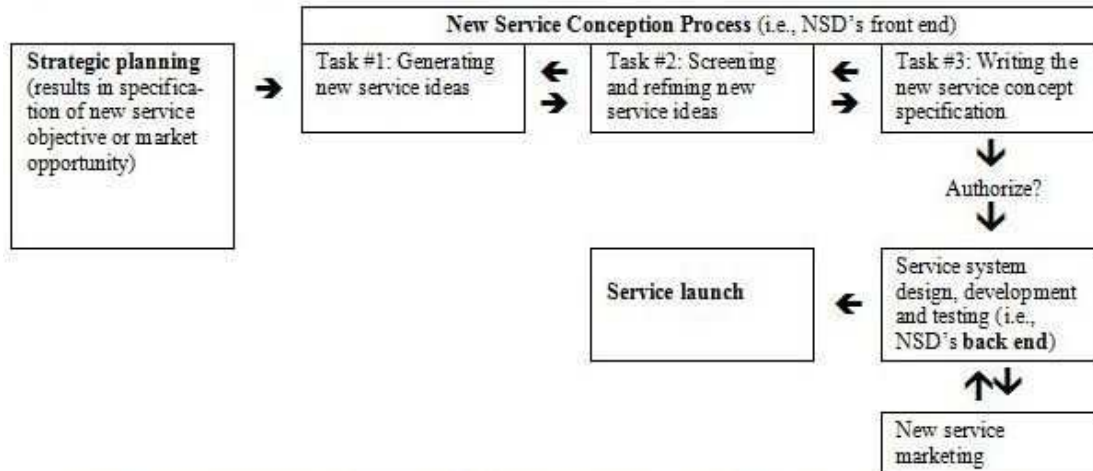 New Service Conception Process (i.e., NSD's front end)
Strategic planning
(results in specifica-
tion of new service
objective or market
opportunity)
Task #1: Generating
new service ideas
Task #2: Screening
and refining new
service ideas
Task #3: Writing the
new service concept
specification
Authorize?
Service system
design, development
and testing (i.e.,
NSD's back end)
Service launch
New service
marketing